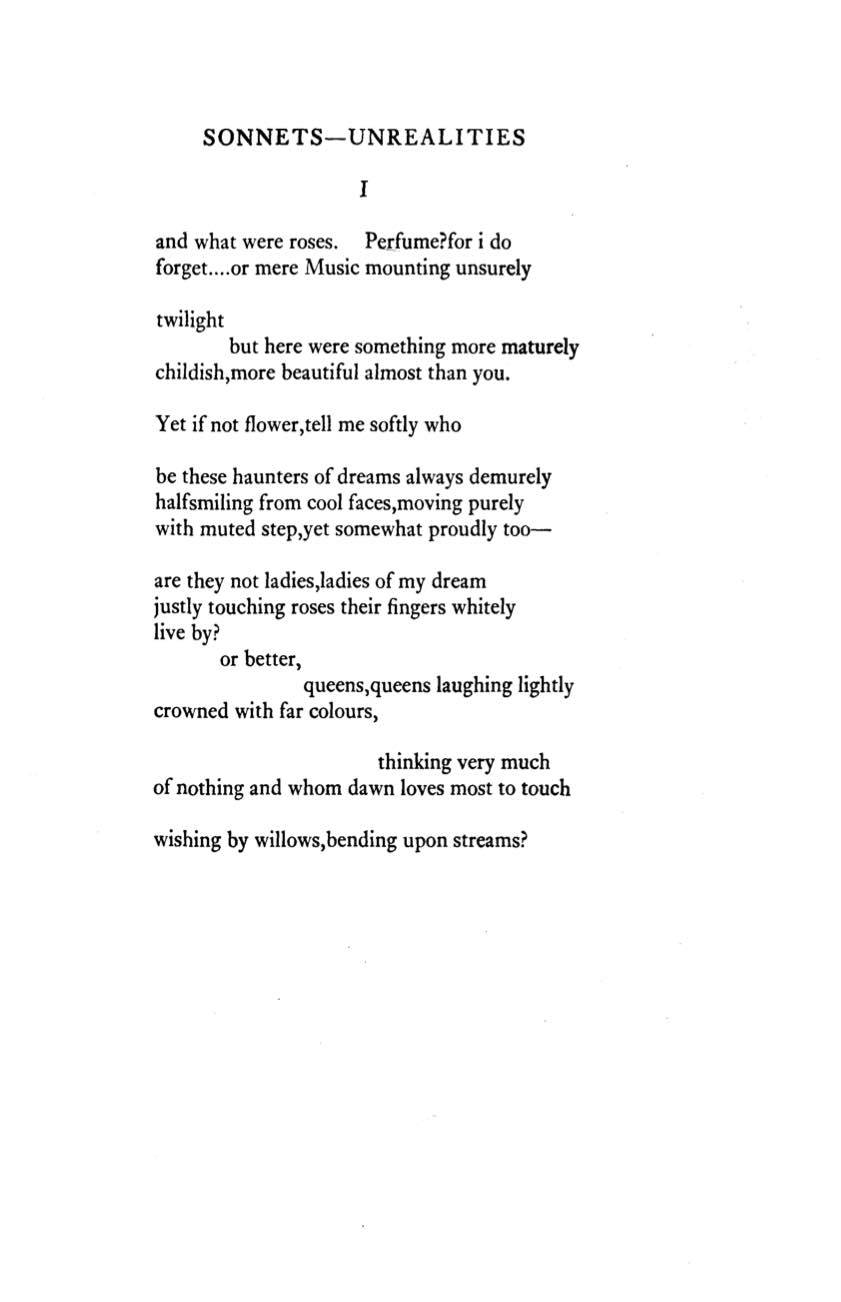 SONNETS—UNREALITIES
I
and what were roses. Perfume?for i do
forget....or mere Music mounting unsurely
twilight
but here were something more maturely
childish,more beautiful almost than you.
Yet if not flower,tell me softly who
be these haunters of dreams always demurely
halfsmiling from cool faces,moving purely
with muted step,yet somewhat proudly too—
are they not ladies,ladies of my dream
justly touching roses their fingers whitely
live by?
or better,
queens,queens laughing lightly
crowned with far colours,
thinking very much
of nothing and whom dawn loves most to touch
wishing by willows,bending upon streams?